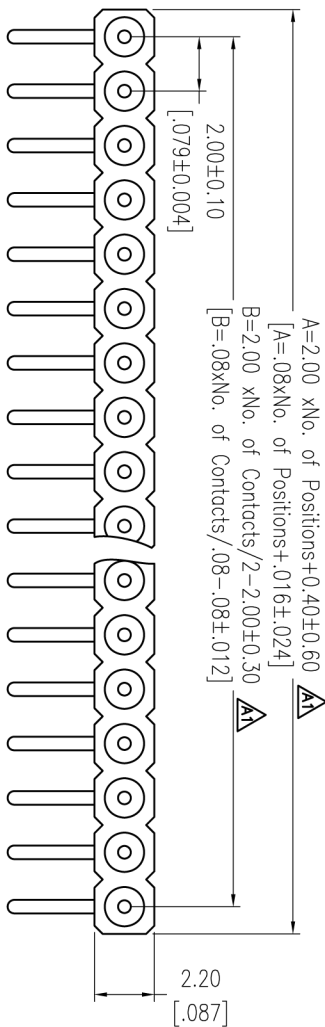 A=2.00 xNo. of Positions+0.40±0.60
[A=.08xNo. of Positions+.016±.024]
A1
B=2.00 xNo. of Contacts/2-2.00±0.30
[B=.08xNo. of Contacts/.08-.08±.012]
A1
2.00±0.10
[.079±0.004]
2.20
[.087]